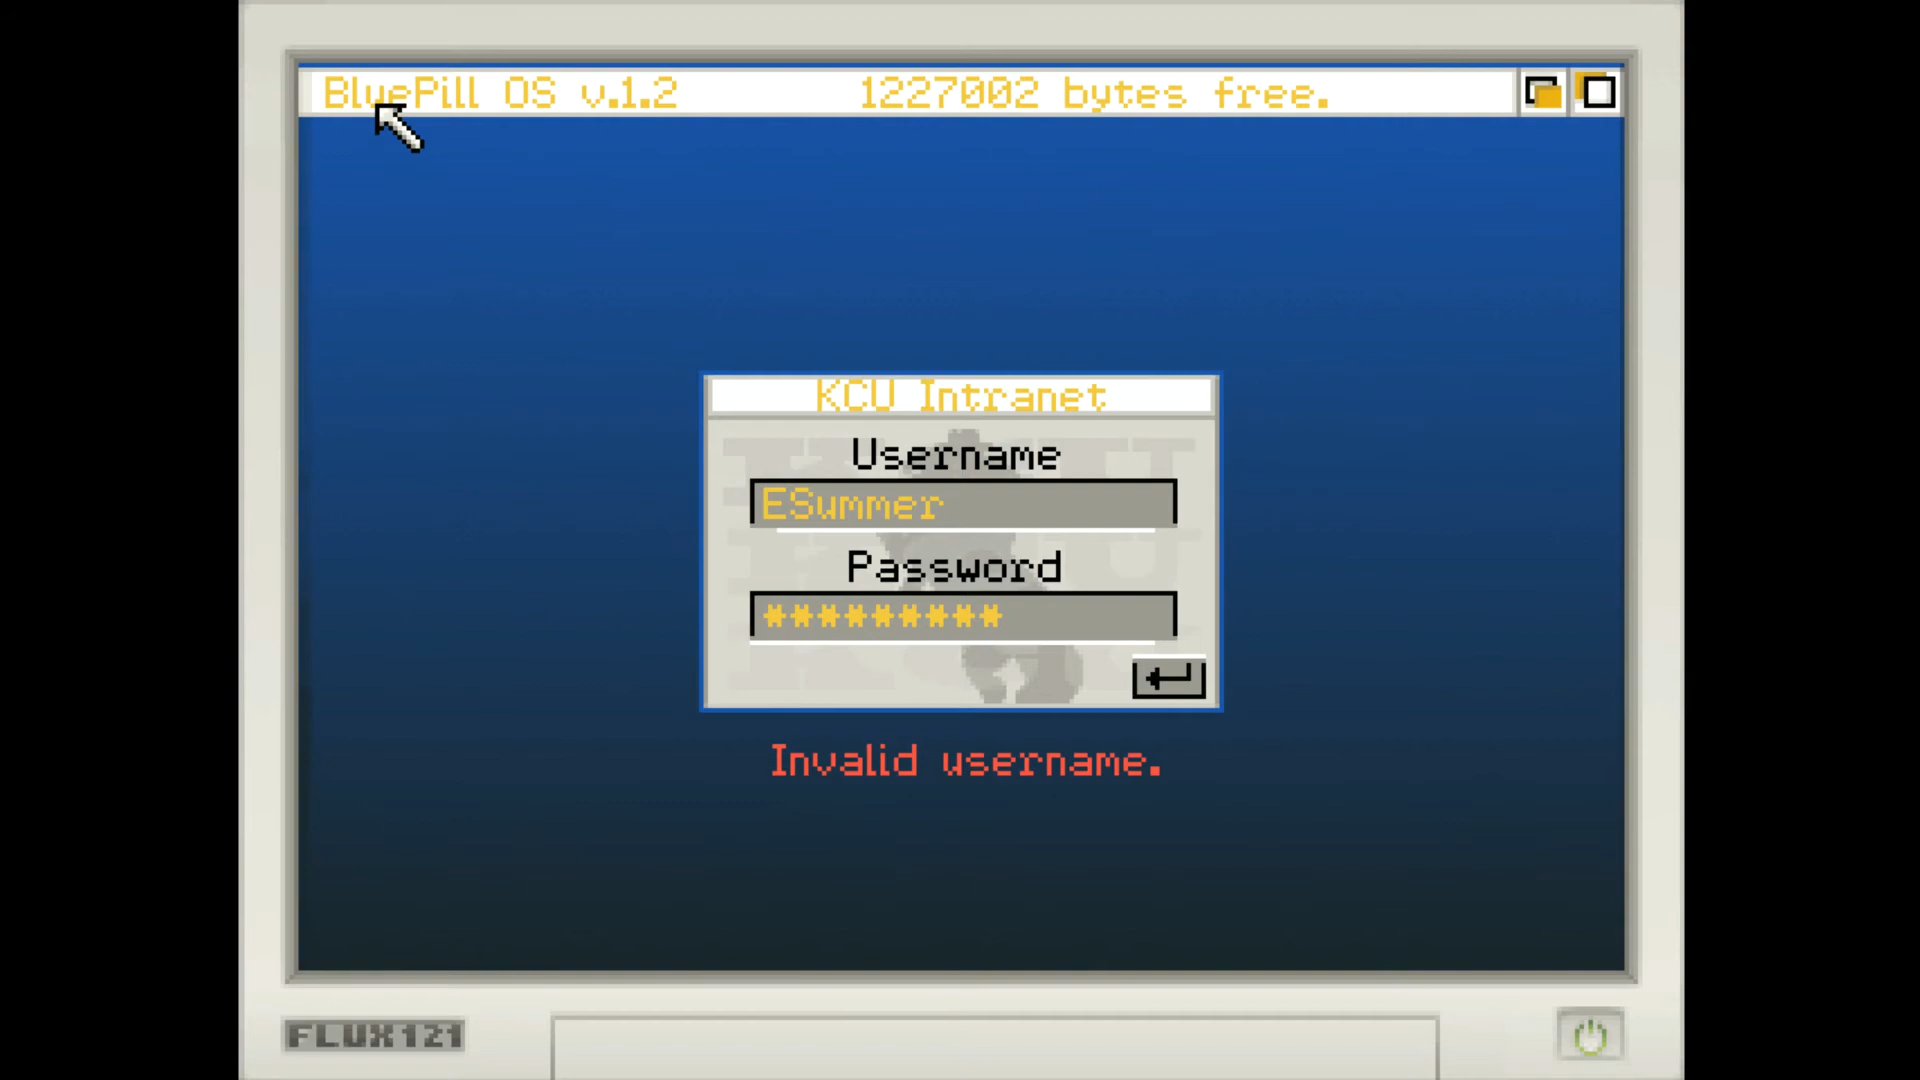 BluePill OS v.1.2 1227002 bytes free.
KCU Intranet
Username
ESummer
Password
*********
Invalid username.
FLUX121